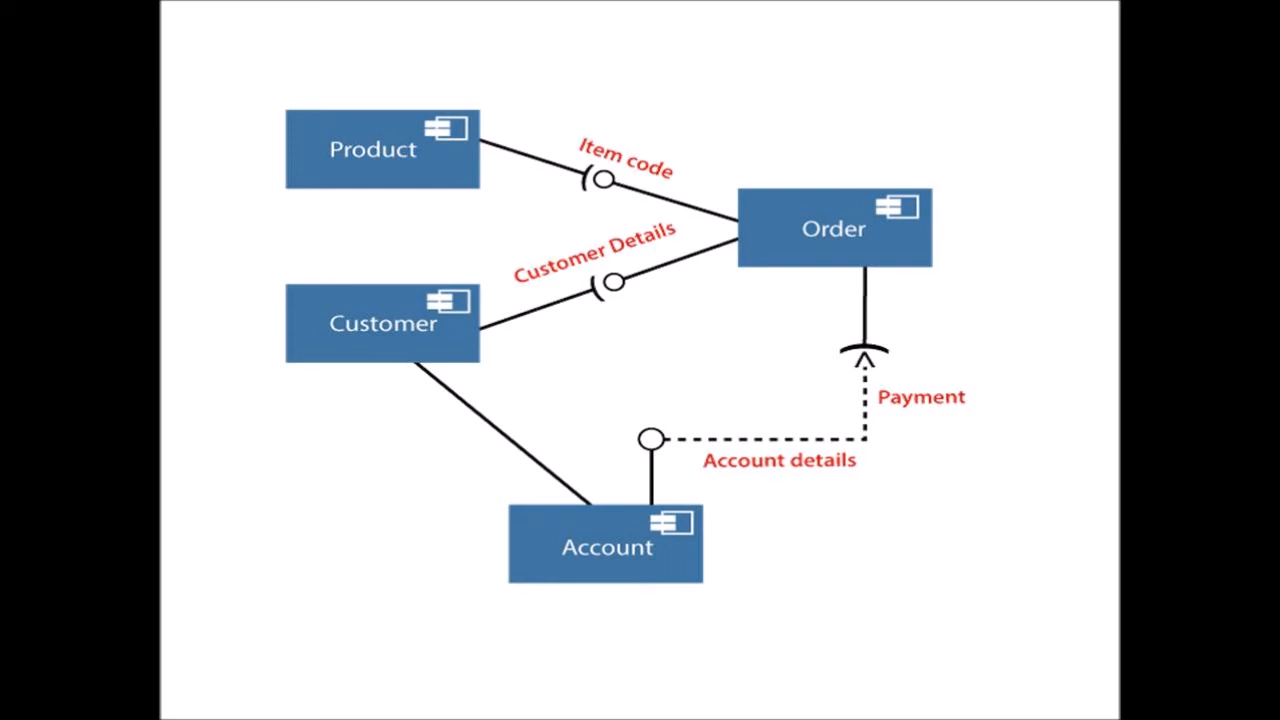 Product
Item code
Order
Customer Details
Customer
Payment
Account details
Account